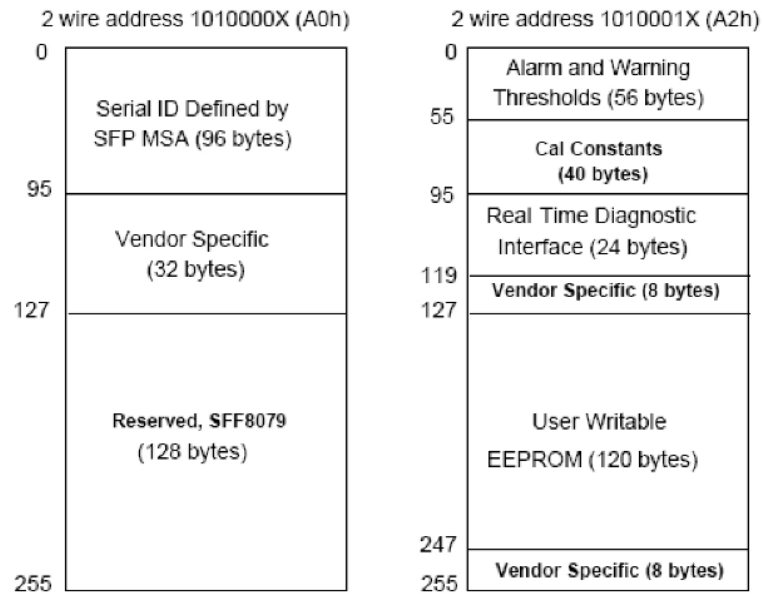 2 wire address 1010000X (A0h)
0
Serial ID Defined by
SFP MSA (96 bytes)
95
Vendor Specific
(32 bytes)
127
Reserved, SFF8079
(128 bytes)
255
2 wire address 1010001X (A2h)
0
Alarm and Warning
Thresholds (56 bytes)
55
Cal Constants
(40 bytes)
95
Real Time Diagnostic
Interface (24 bytes)
119
Vendor Specific (8 bytes)
127
User Writable
EEPROM (120 bytes)
247
Vendor Specific (8 bytes)
255